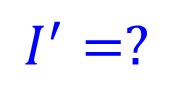 I′ =?